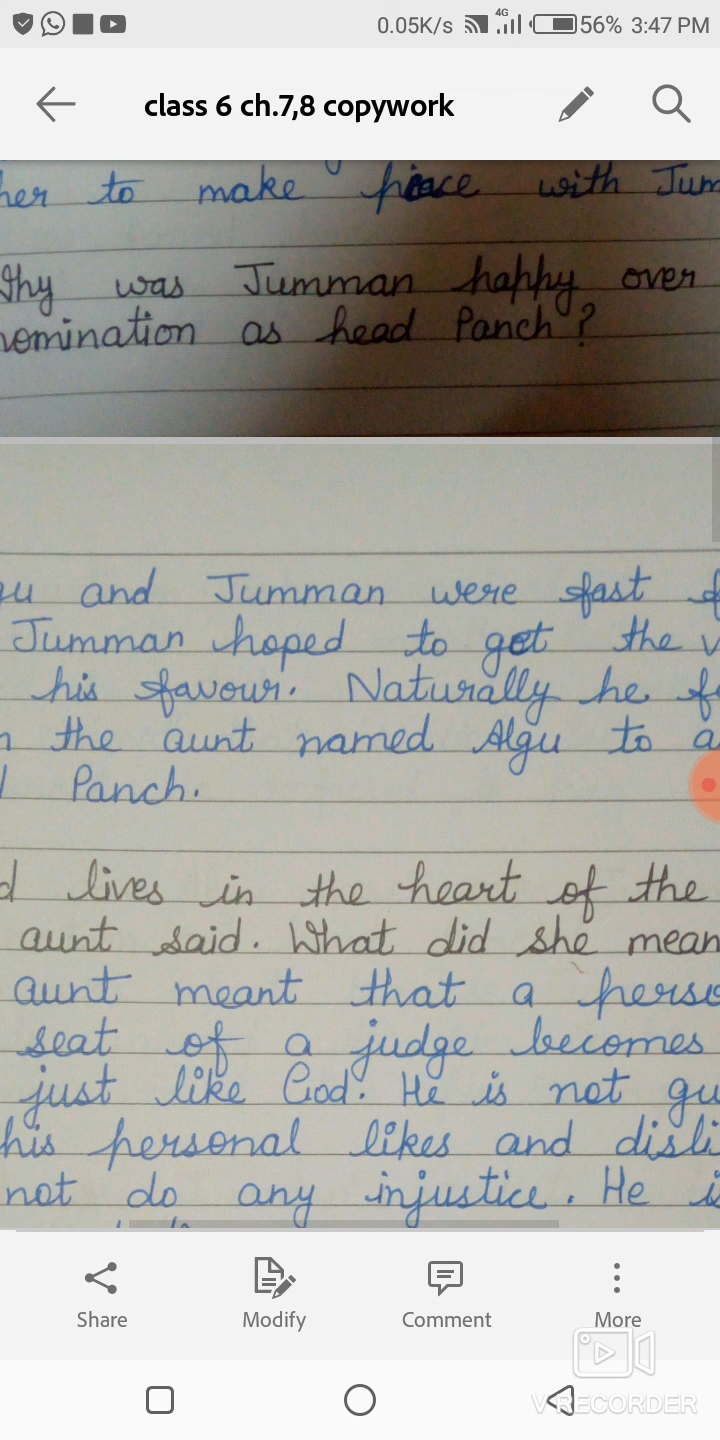 0.05K/s 4G 56% 3:47 PM
class 6 ch.7,8 copywork
her to make piece with Jum
Why was Jumman happy over
nomination as head Panch?
gu and Jumman were fast f
Jumman hoped to get the v
his favour. Naturally he f
n the aunt named Algu to a
Panch.
d lives in the heart of the
aunt said. What did she mean
aunt meant that a perso
seat of a judge becomes
just like God. He is not gu
his personal likes and disli
not do any injustice. He i
Share Modify Comment More
V RECORDER